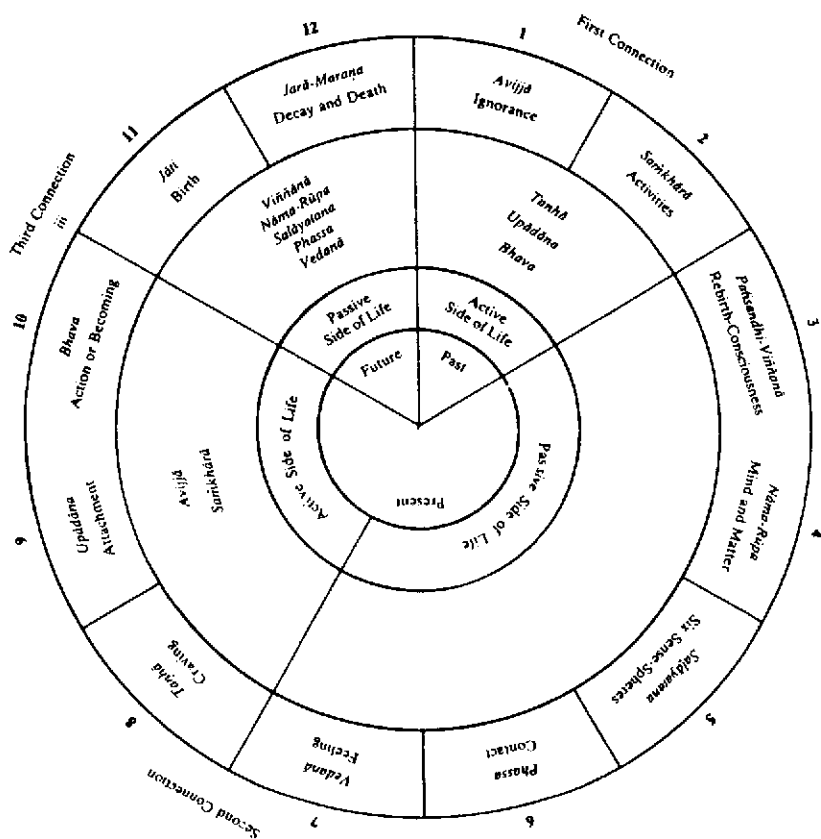 First Connection
Third Connection
iii
Second Connection
1
Avijjā
Ignorance
2
Saṁkhārā
Activities
3
Paṭisandhi-Viññanā
Rebirth-Consciousness
4
Nāma-Rūpa
Mind and Matter
5
Saḷāyatana
Six Sense-Spheres
6
Phassa
Contact
7
Vedanā
Feeling
8
Taṇhā
Craving
9
Upādāna
Attachment
10
Bhava
Action or Becoming
11
Jāti
Birth
12
Jarā-Maraṇa
Decay and Death
Viññānā
Nāma-Rūpa
Saḷāyatana
Phassa
Vedanā
Taṇhā
Upādāna
Bhava
Avijjā
Saṁkhārā
Passive
Side of Life
Active
Side of Life
Active Side of Life
Passive Side of Life
Future
Past
Present